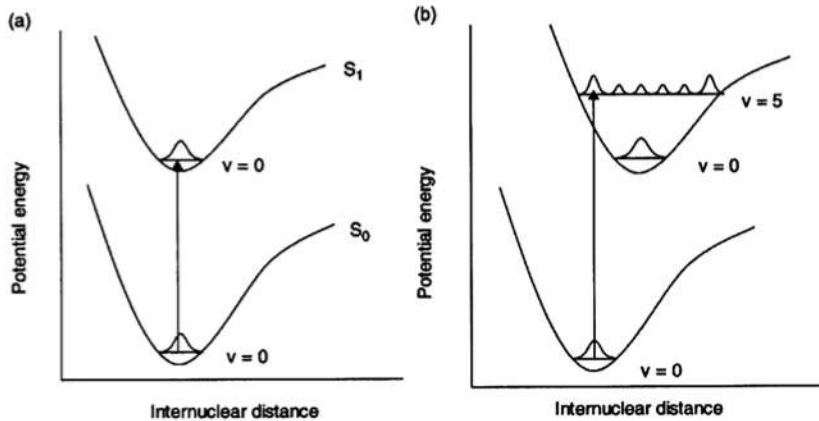 (a)
S₁
v = 0
S₀
v = 0
Potential energy
Internuclear distance
(b)
v = 5
v = 0
v = 0
Potential energy
Internuclear distance